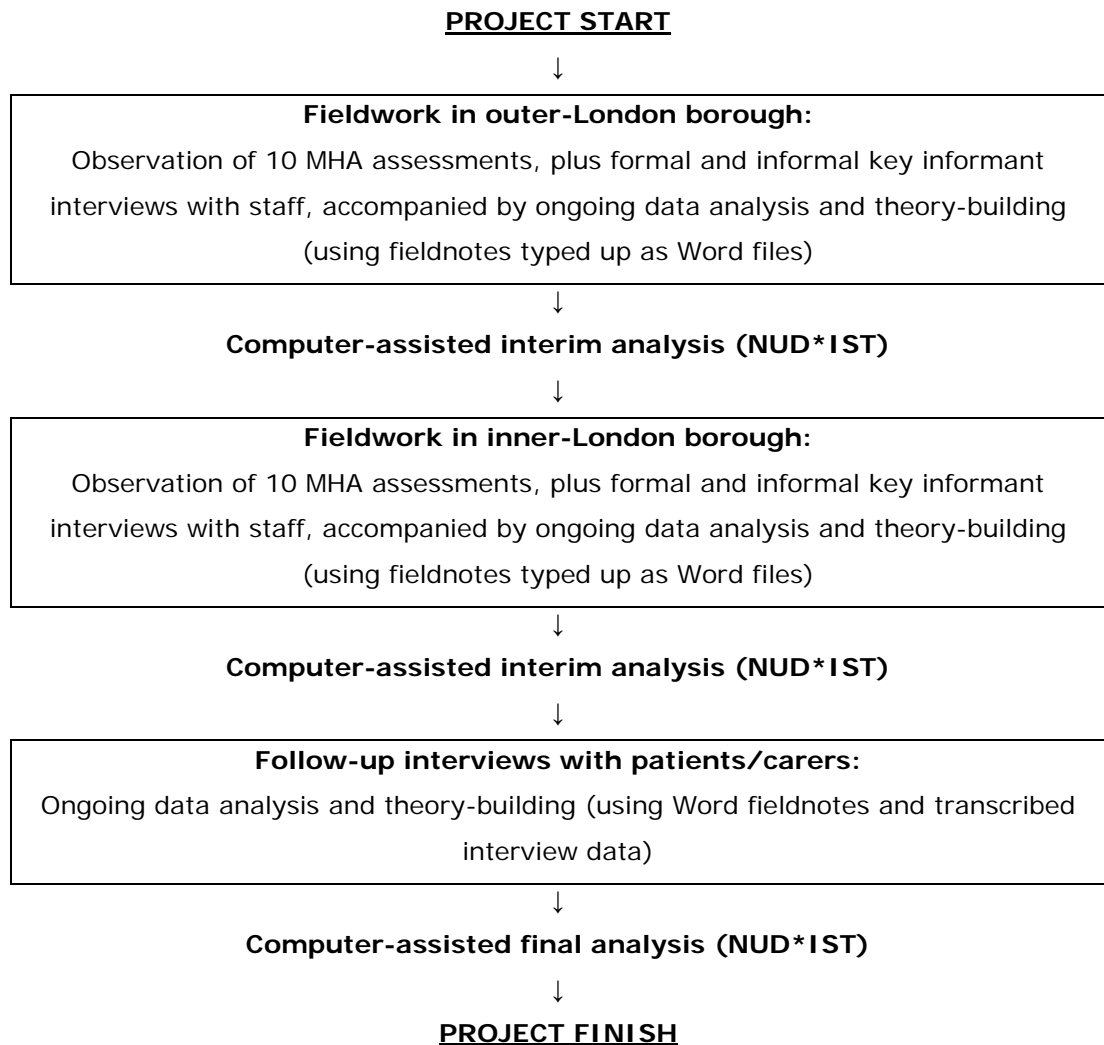 PROJECT START
↓
Fieldwork in outer-London borough:
Observation of 10 MHA assessments, plus formal and informal key informant
interviews with staff, accompanied by ongoing data analysis and theory-building
(using fieldnotes typed up as Word files)
↓
Computer-assisted interim analysis (NUD*IST)
↓
Fieldwork in inner-London borough:
Observation of 10 MHA assessments, plus formal and informal key informant
interviews with staff, accompanied by ongoing data analysis and theory-building
(using fieldnotes typed up as Word files)
↓
Computer-assisted interim analysis (NUD*IST)
↓
Follow-up interviews with patients/carers:
Ongoing data analysis and theory-building (using Word fieldnotes and transcribed
interview data)
↓
Computer-assisted final analysis (NUD*IST)
↓
PROJECT FINISH